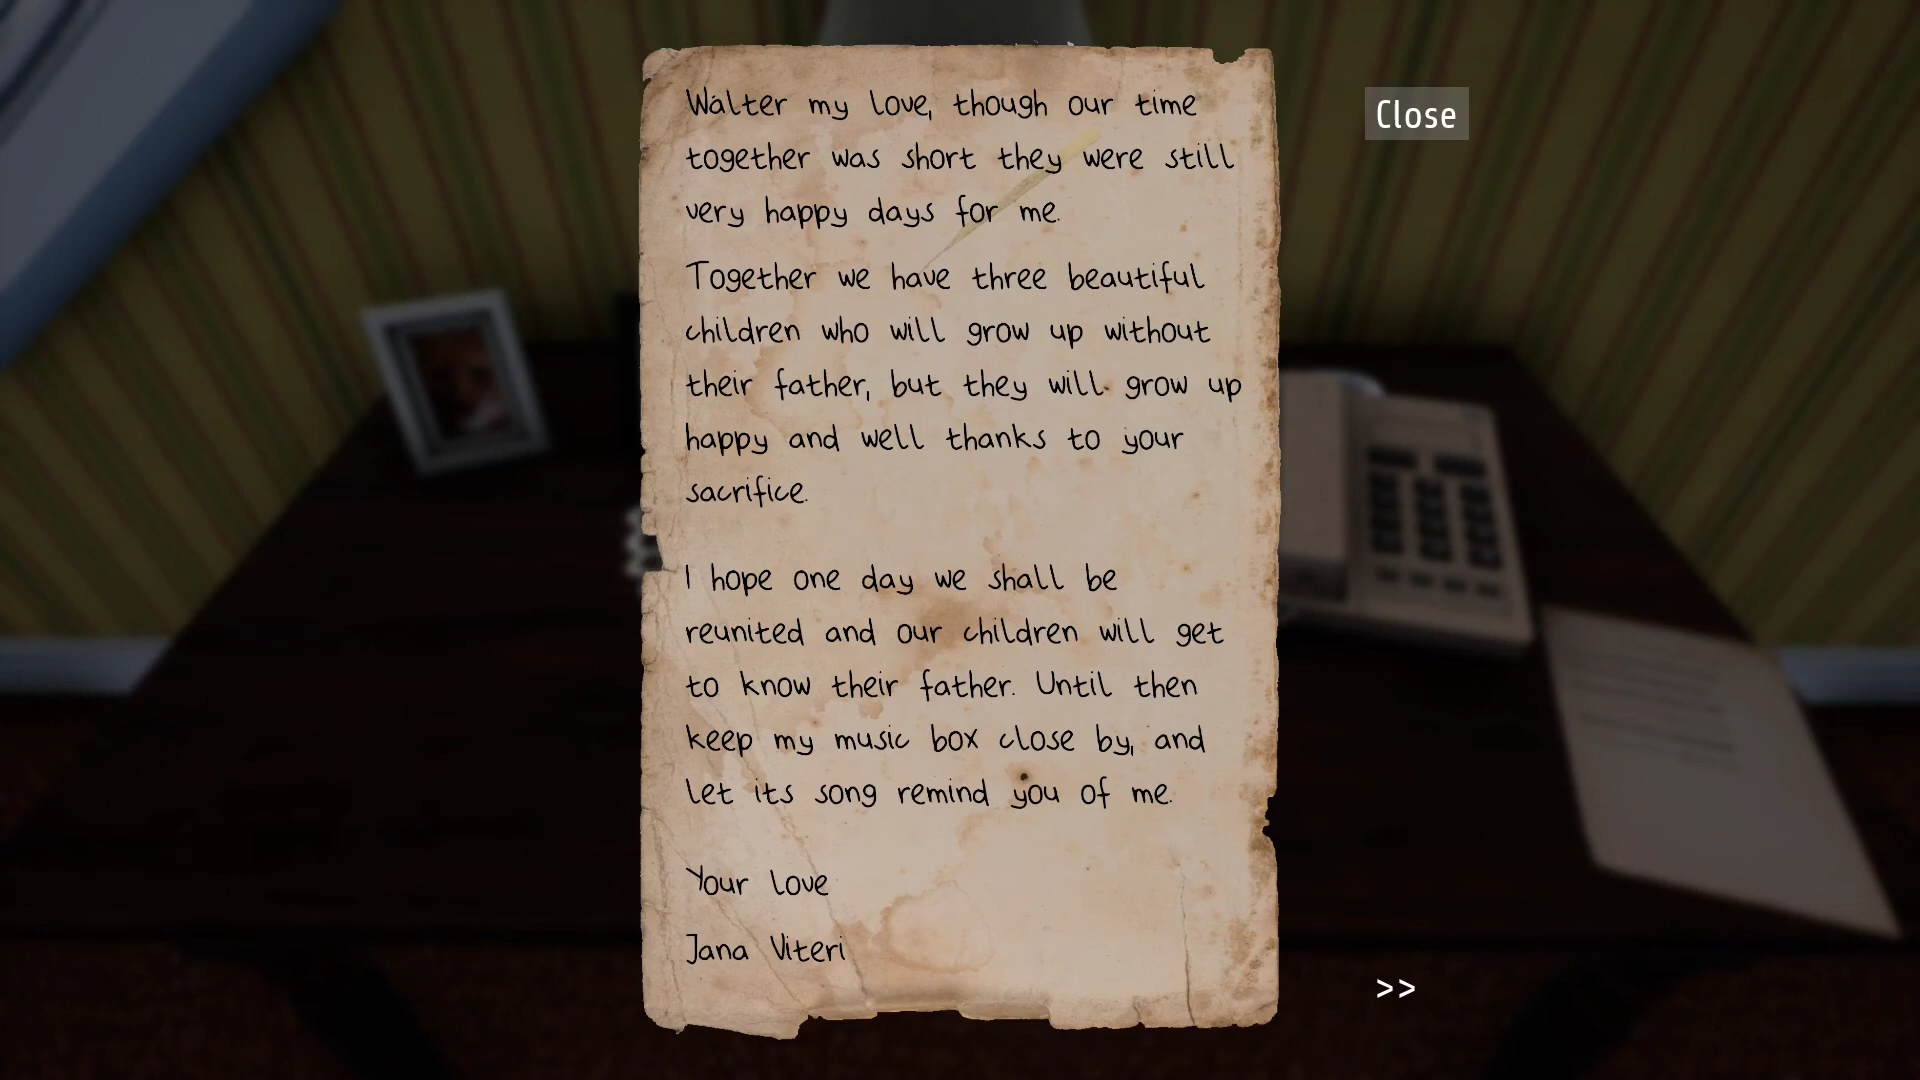 Walter my love, though our time
together was short they were still
very happy days for me.
Together we have three beautiful
children who will grow up without
their father, but they will grow up
happy and well thanks to your
sacrifice.
I hope one day we shall be
reunited and our children will get
to know their father. Until then
keep my music box close by, and
let its song remind you of me.
Your love
Jana Viteri
Close
>>